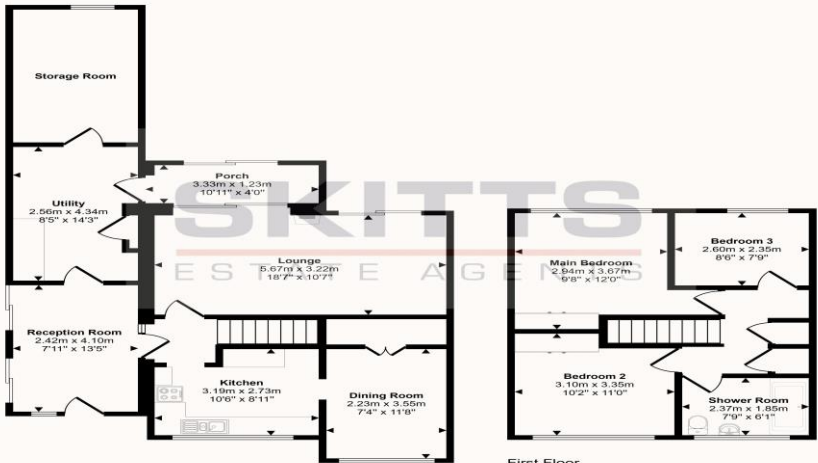 Storage Room
Porch
3.33m x 1.23m
10'11" x 4'0"
Utility
2.56m x 4.34m
8'5" x 14'3"
SKITTS
ESTATE AGENTS
Lounge
5.67m x 3.22m
18'7" x 10'7"
Main Bedroom
2.94m x 3.67m
9'8" x 12'0"
Bedroom 3
2.60m x 2.35m
8'6" x 7'9"
Reception Room
2.42m x 4.10m
7'11" x 13'5"
Kitchen
3.19m x 2.73m
10'6" x 8'11"
Dining Room
2.23m x 3.55m
7'4" x 11'8"
Bedroom 2
3.10m x 3.35m
10'2" x 11'0"
Shower Room
2.37m x 1.85m
7'9" x 6'1"
First Floor